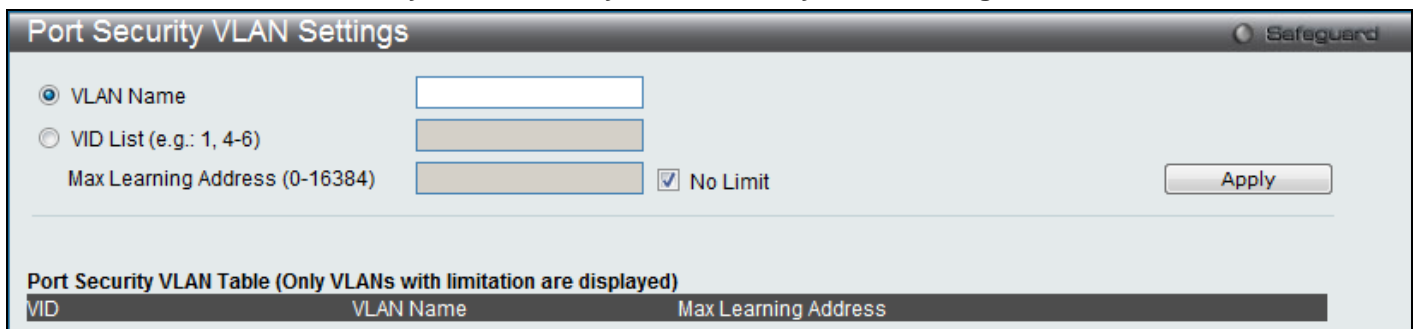 Port Security VLAN Settings Safeguard
VLAN Name
VID List (e.g.: 1, 4-6)
Max Learning Address (0-16384) No Limit Apply
Port Security VLAN Table (Only VLANs with limitation are displayed)
VID VLAN Name Max Learning Address